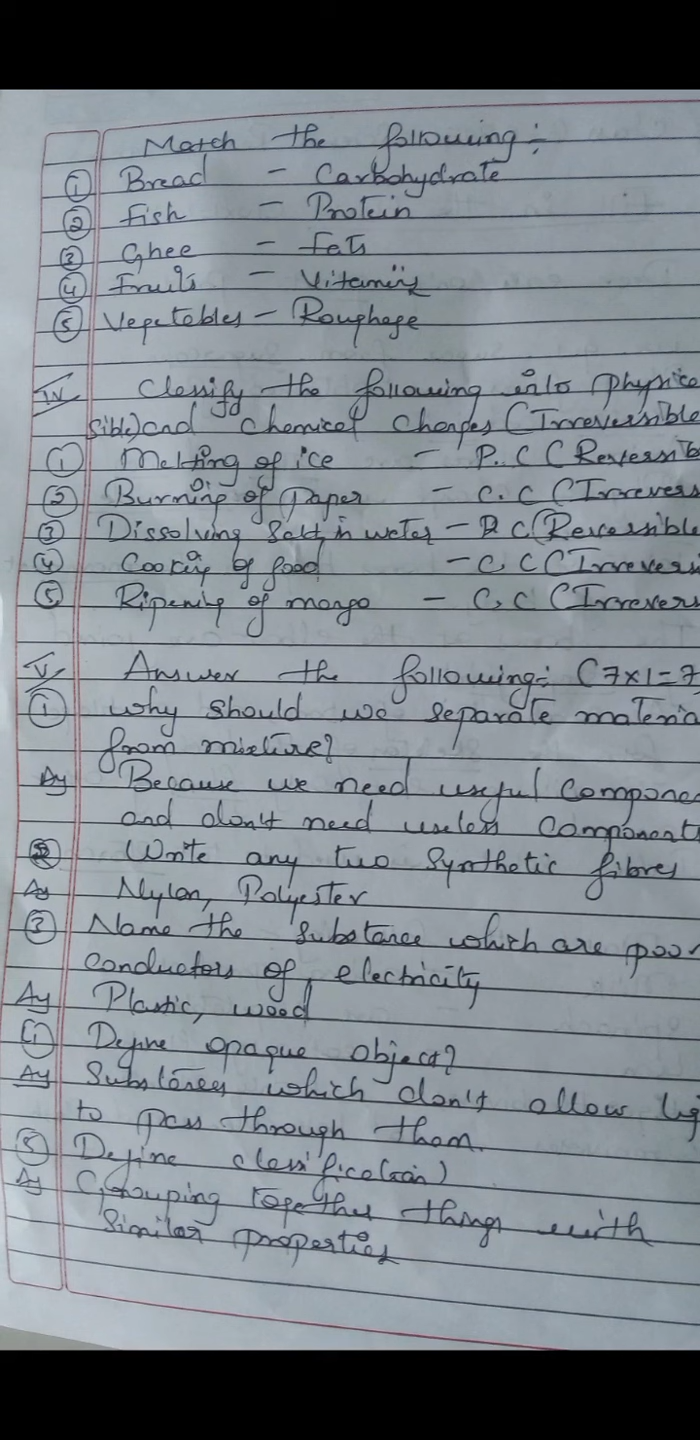 Match the following:-
① Bread - Carbohydrate
② Fish - Protein
③ Ghee - Fats
④ Fruits - Vitamins
⑤ Vegetables - Roughage
IV Classify the following into (Physica
sible) and chemical changes (Irreversible
① Melting of ice - P. C (Reversib
② Burning of Paper - C. C (Irrevers
③ Dissolving Salt in water - P C (Reversible
④ Cooking of food - C. C (Irreversi
⑤ Ripening of mango - C. C (Irrevers
V Answer the following:- (7x1=7
① Why should we separate materia
from mixture?
Ay Because we need useful Compone
and don't need useless components
② Write any two Synthetic fibres
As Nylon, Polyester
③ Name the Substance which are poor
conductors of electricity
Ay Plastic, wood
④ Define opaque object?
Ay Substances which don't allow lig
to pass through them.
⑤ Define classification)
Ay Grouping together things with
Similar properties